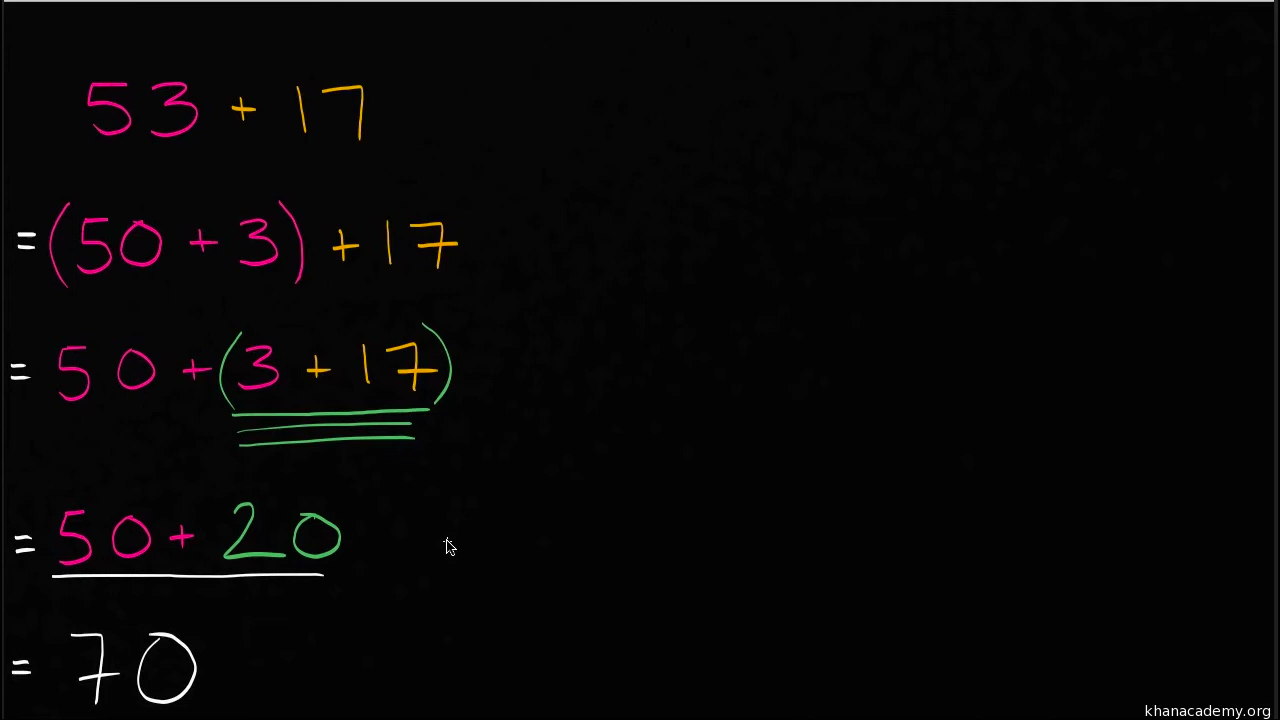 53 + 17
= (50 + 3) + 17
= 50 + (3 + 17)
= 50 + 20
= 70
khanacademy.org